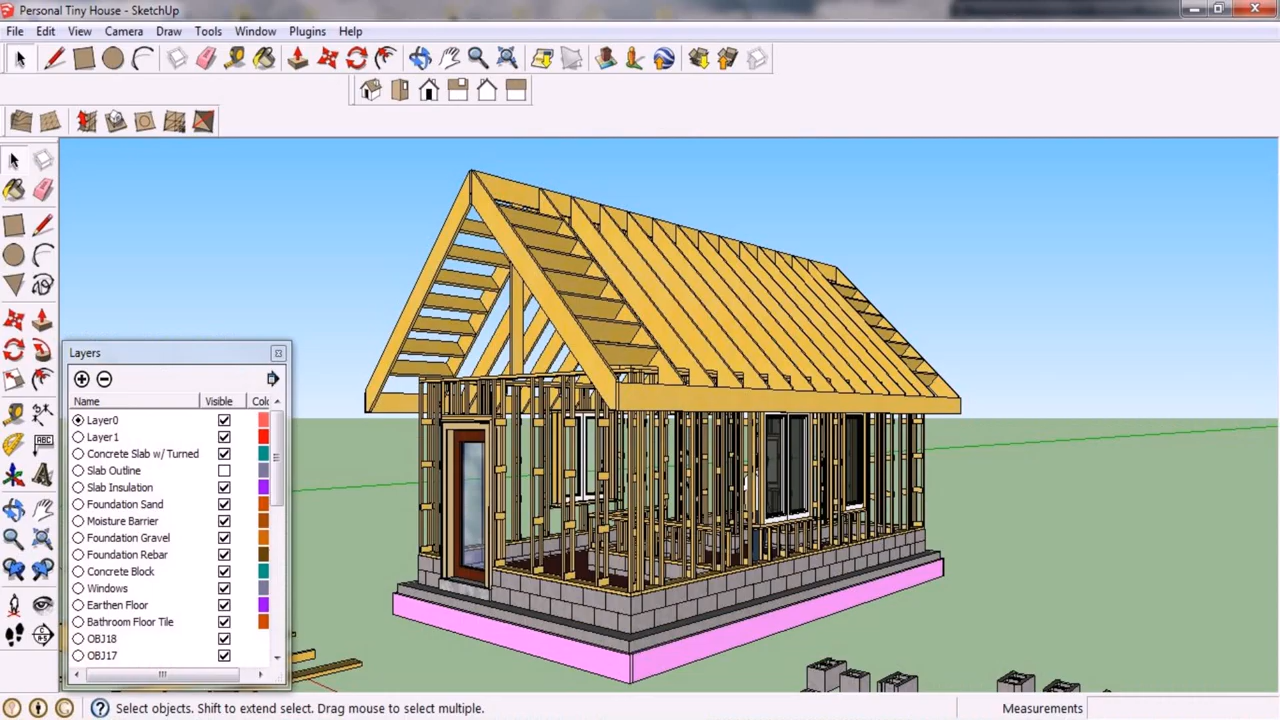 Personal Tiny House - SketchUp
File Edit View Camera Draw Tools Window Plugins Help
Layers
Name Visible Colo
Layer0
Layer1
Concrete Slab w/ Turned
Slab Outline
Slab Insulation
Foundation Sand
Moisture Barrier
Foundation Gravel
Foundation Rebar
Concrete Block
Windows
Earthen Floor
Bathroom Floor Tile
OBJ18
OBJ17
ABC
Select objects. Shift to extend select. Drag mouse to select multiple.
Measurements